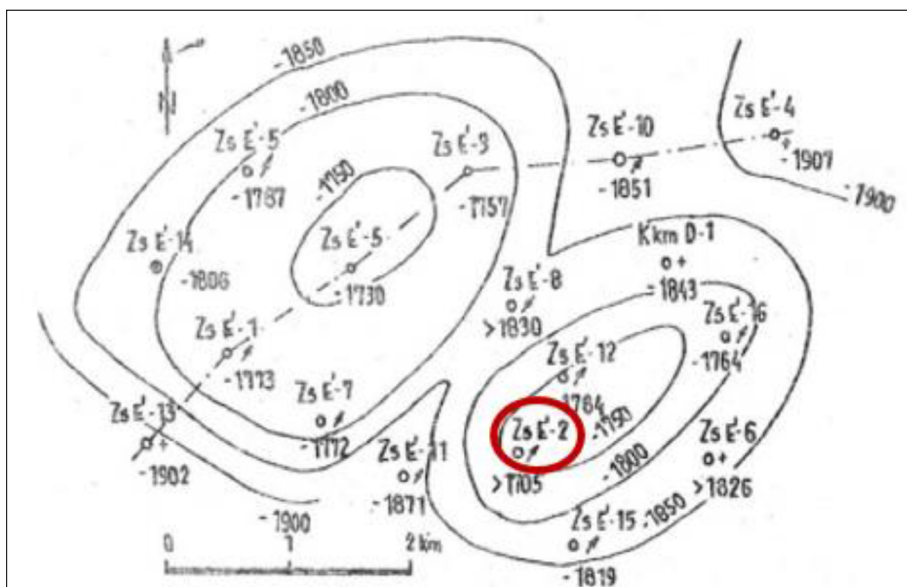 -1850
-1800
N
Zs É-5
-1787
-1750
Zs É-3
-1757
Zs É-10
-1851
Zs É-4
-1907
-1900
Zs É-14
-1806
Zs É-5
-1730
Kkm D-1
-1843
Zs É-8
>1830
Zs É-16
-1764
Zs É-1
-1773
Zs É-12
-1764
-1750
Zs É-7
-1772
Zs É-13
-1902
Zs É-2
>1705
Zs É-6
>1826
-1800
Zs É-11
-1871
-1850
Zs É-15
-1819
-1900
0 1 2 km